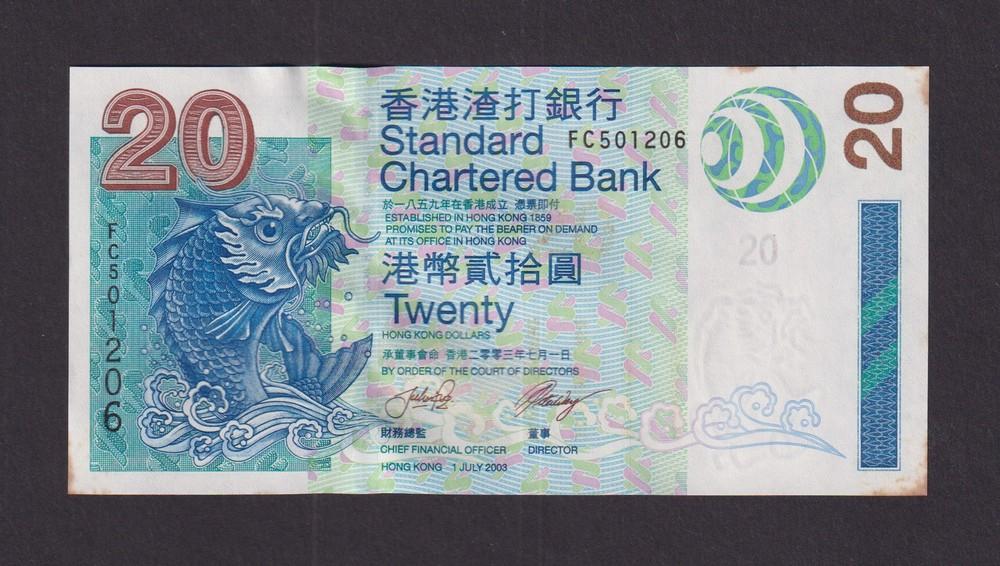 20
香港渣打銀行
Standard
Chartered Bank
FC501206
20
於一八五九年在香港成立 憑票即付
ESTABLISHED IN HONG KONG 1859
PROMISES TO PAY THE BEARER ON DEMAND
AT ITS OFFICE IN HONG KONG
FC501206
20
港幣貳拾圓
Twenty
HONG KONG DOLLARS
承董事會命 香港二零零三年七月一日
BY ORDER OF THE COURT OF DIRECTORS
財務總監 董事
CHIEF FINANCIAL OFFICER DIRECTOR
HONG KONG 1 JULY 2003